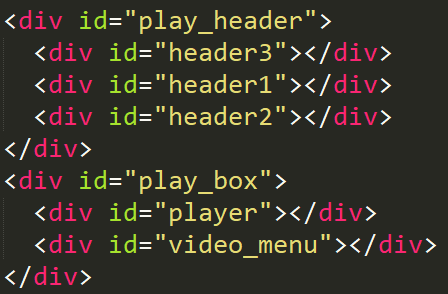 <div id="play_header">
  <div id="header3"></div>
  <div id="header1"></div>
  <div id="header2"></div>
</div>
<div id="play_box">
  <div id="player"></div>
  <div id="video_menu"></div>
</div>